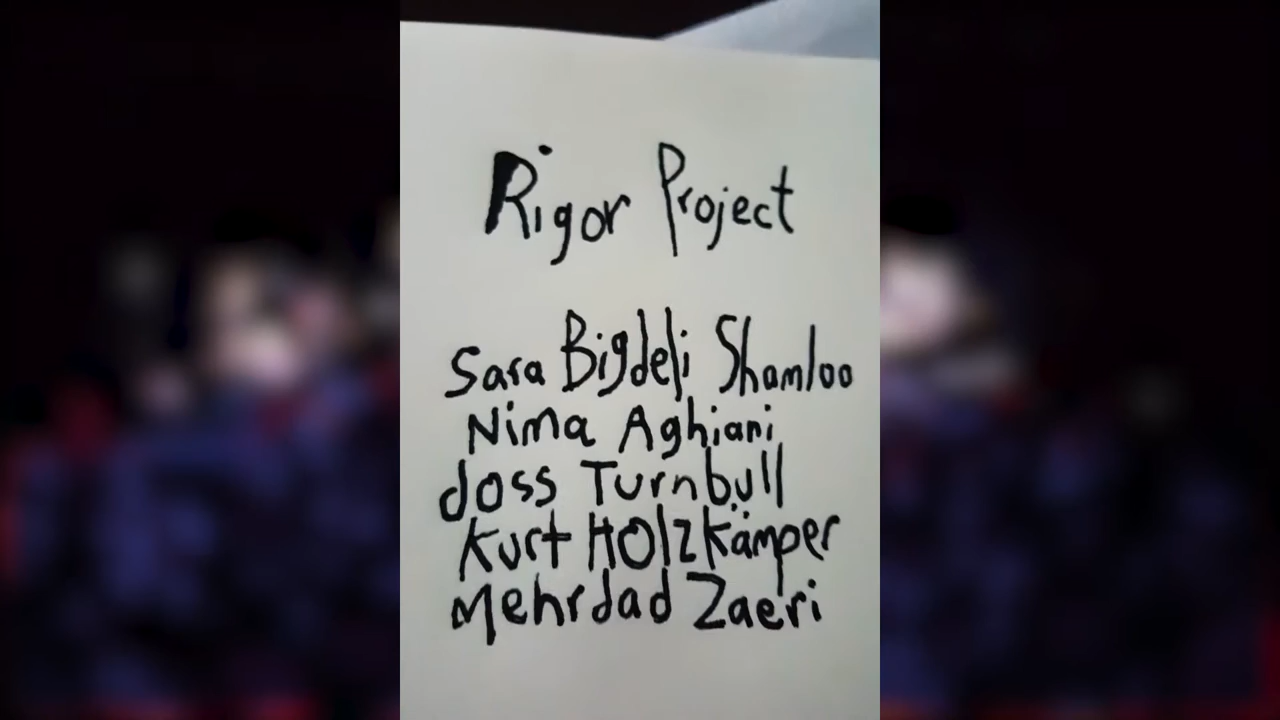 Rigor Project
Sara Bigdeli Shamloo
Nima Aghiani
Joss Turnbull
Kurt HOlzkämper
Mehrdad Zaeri